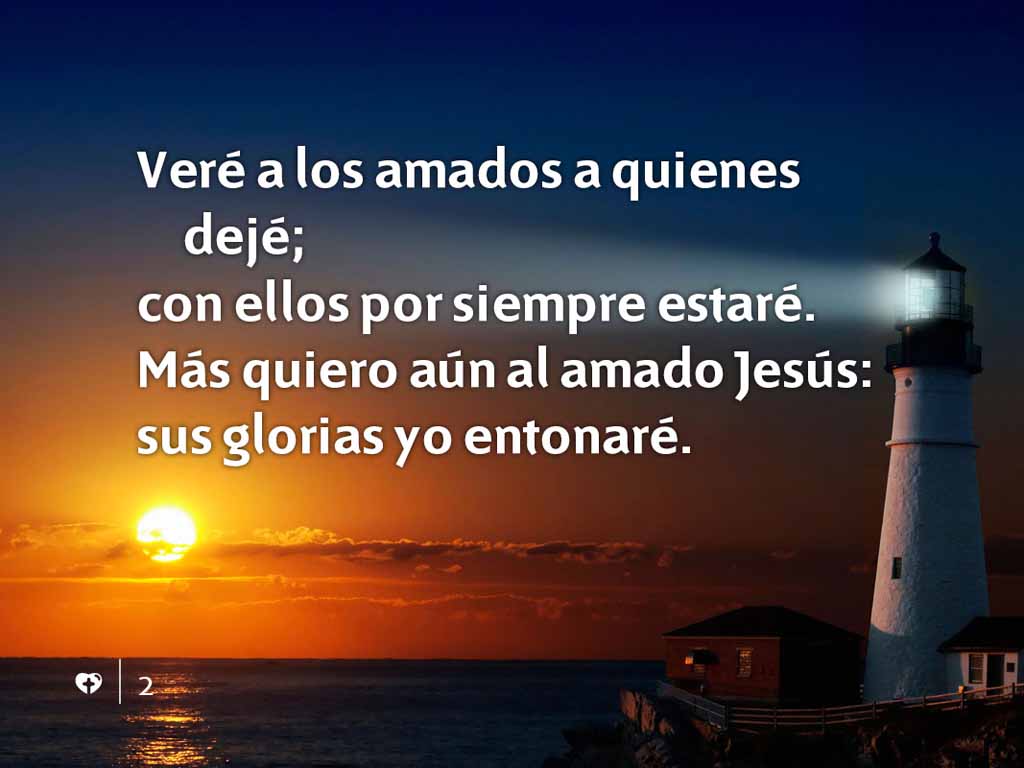 Veré a los amados a quienes
dejé;
con ellos por siempre estaré.
Más quiero aún al amado Jesús:
sus glorias yo entonaré.
2